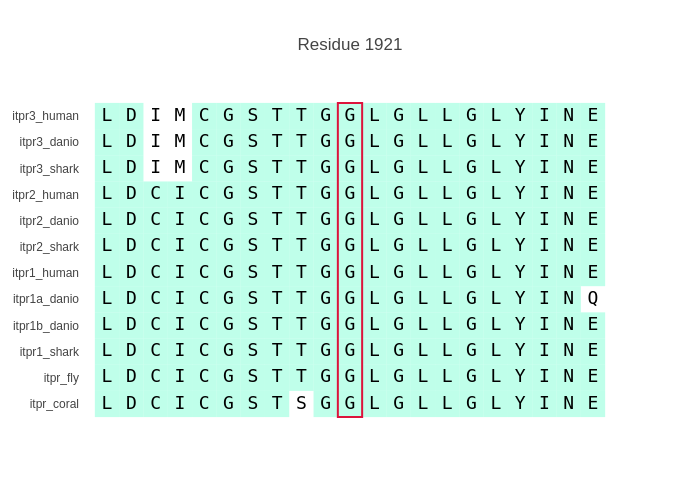 Residue 1921
itpr3_human L D I M C G S T T G G L G L L G L Y I N E
itpr3_danio L D I M C G S T T G G L G L L G L Y I N E
itpr3_shark L D I M C G S T T G G L G L L G L Y I N E
itpr2_human L D C I C G S T T G G L G L L G L Y I N E
itpr2_danio L D C I C G S T T G G L G L L G L Y I N E
itpr2_shark L D C I C G S T T G G L G L L G L Y I N E
itpr1_human L D C I C G S T T G G L G L L G L Y I N E
itpr1a_danio L D C I C G S T T G G L G L L G L Y I N Q
itpr1b_danio L D C I C G S T T G G L G L L G L Y I N E
itpr1_shark L D C I C G S T T G G L G L L G L Y I N E
itpr_fly L D C I C G S T T G G L G L L G L Y I N E
itpr_coral L D C I C G S T S G G L G L L G L Y I N E